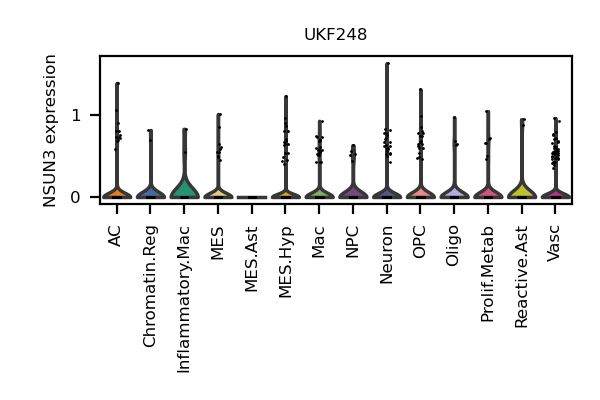 UKF248
NSUN3 expression
1
0
AC
Chromatin.Reg
Inflammatory.Mac
MES
MES.Ast
MES.Hyp
Mac
NPC
Neuron
OPC
Oligo
Prolif.Metab
Reactive.Ast
Vasc